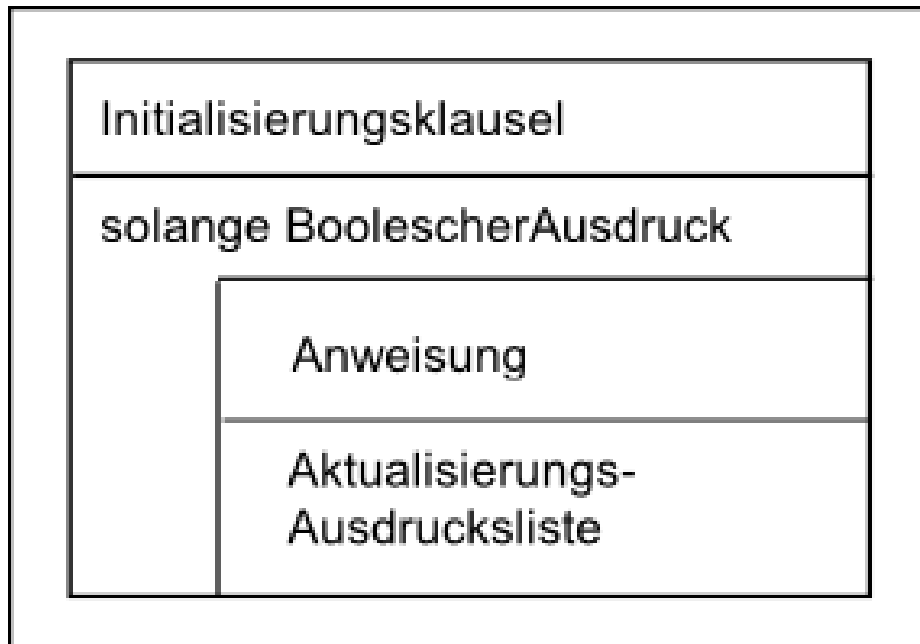 Initialisierungsklausel
solange BoolescherAusdruck
Anweisung
Aktualisierungs-
Ausdrucksliste